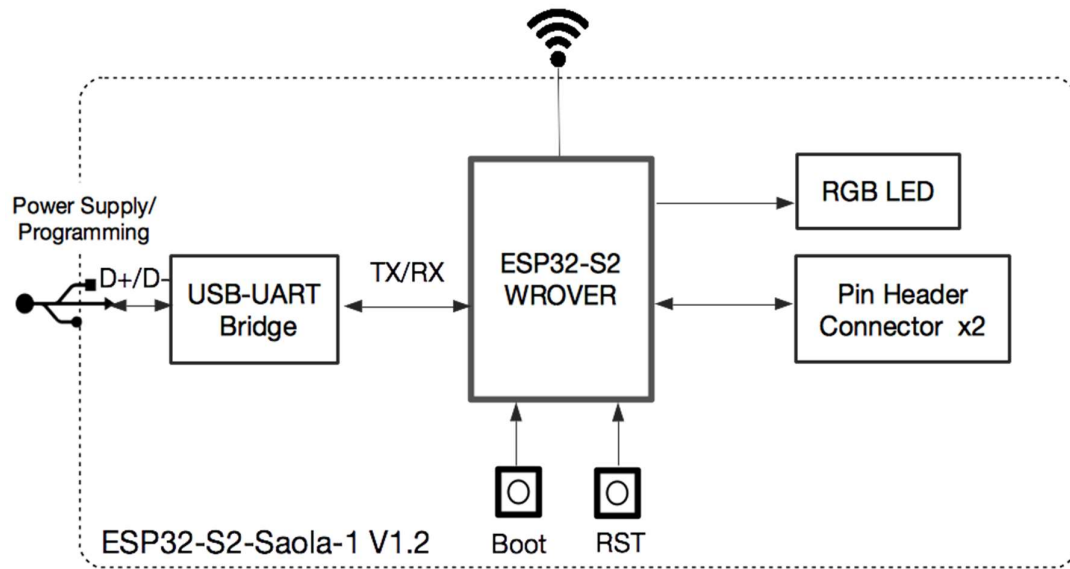 RGB LED
Power Supply/
Programming
D+/D-
USB-UART
Bridge
TX/RX
ESP32-S2
WROVER
Pin Header
Connector x2
ESP32-S2-Saola-1 V1.2
Boot
RST